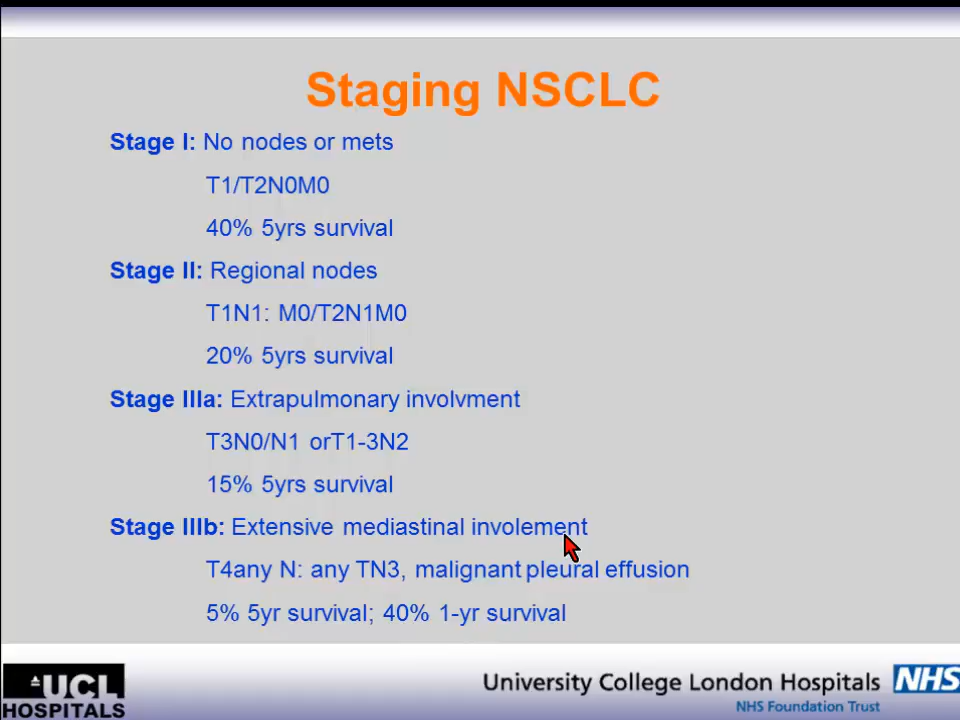 Staging NSCLC
Stage I: No nodes or mets
T1/T2N0M0
40% 5yrs survival
Stage II: Regional nodes
T1N1: M0/T2N1M0
20% 5yrs survival
Stage IIIa: Extrapulmonary involvment
T3N0/N1 orT1-3N2
15% 5yrs survival
Stage IIIb: Extensive mediastinal involement
T4any N: any TN3, malignant pleural effusion
5% 5yr survival; 40% 1-yr survival
UCL
HOSPITALS
University College London Hospitals NHS
NHS Foundation Trust